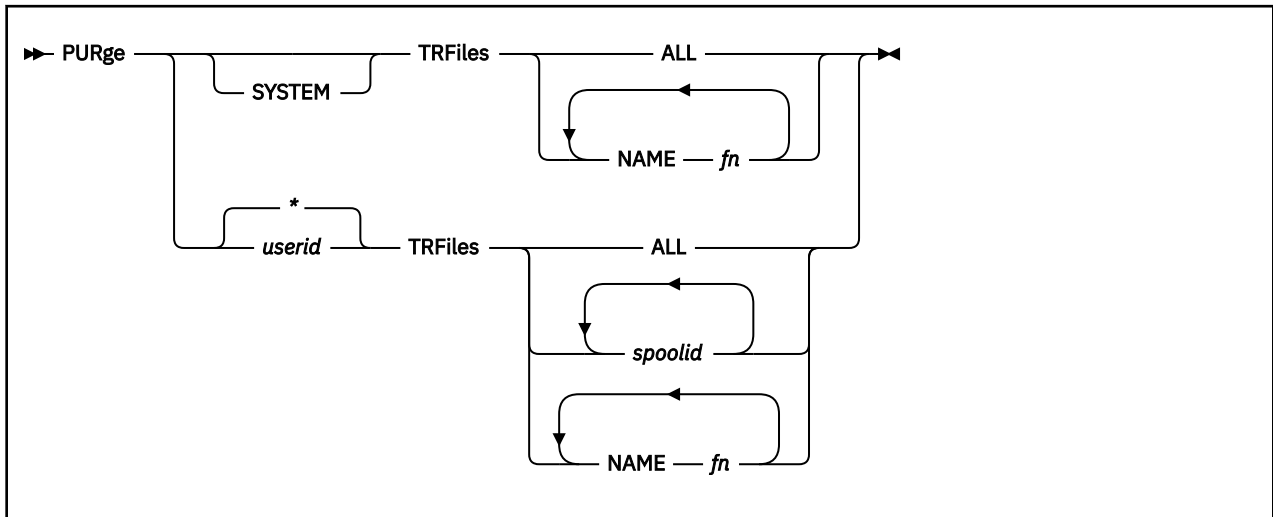 PURge TRFiles ALL
SYSTEM
NAME fn
*
userid TRFiles ALL
spoolid
NAME fn